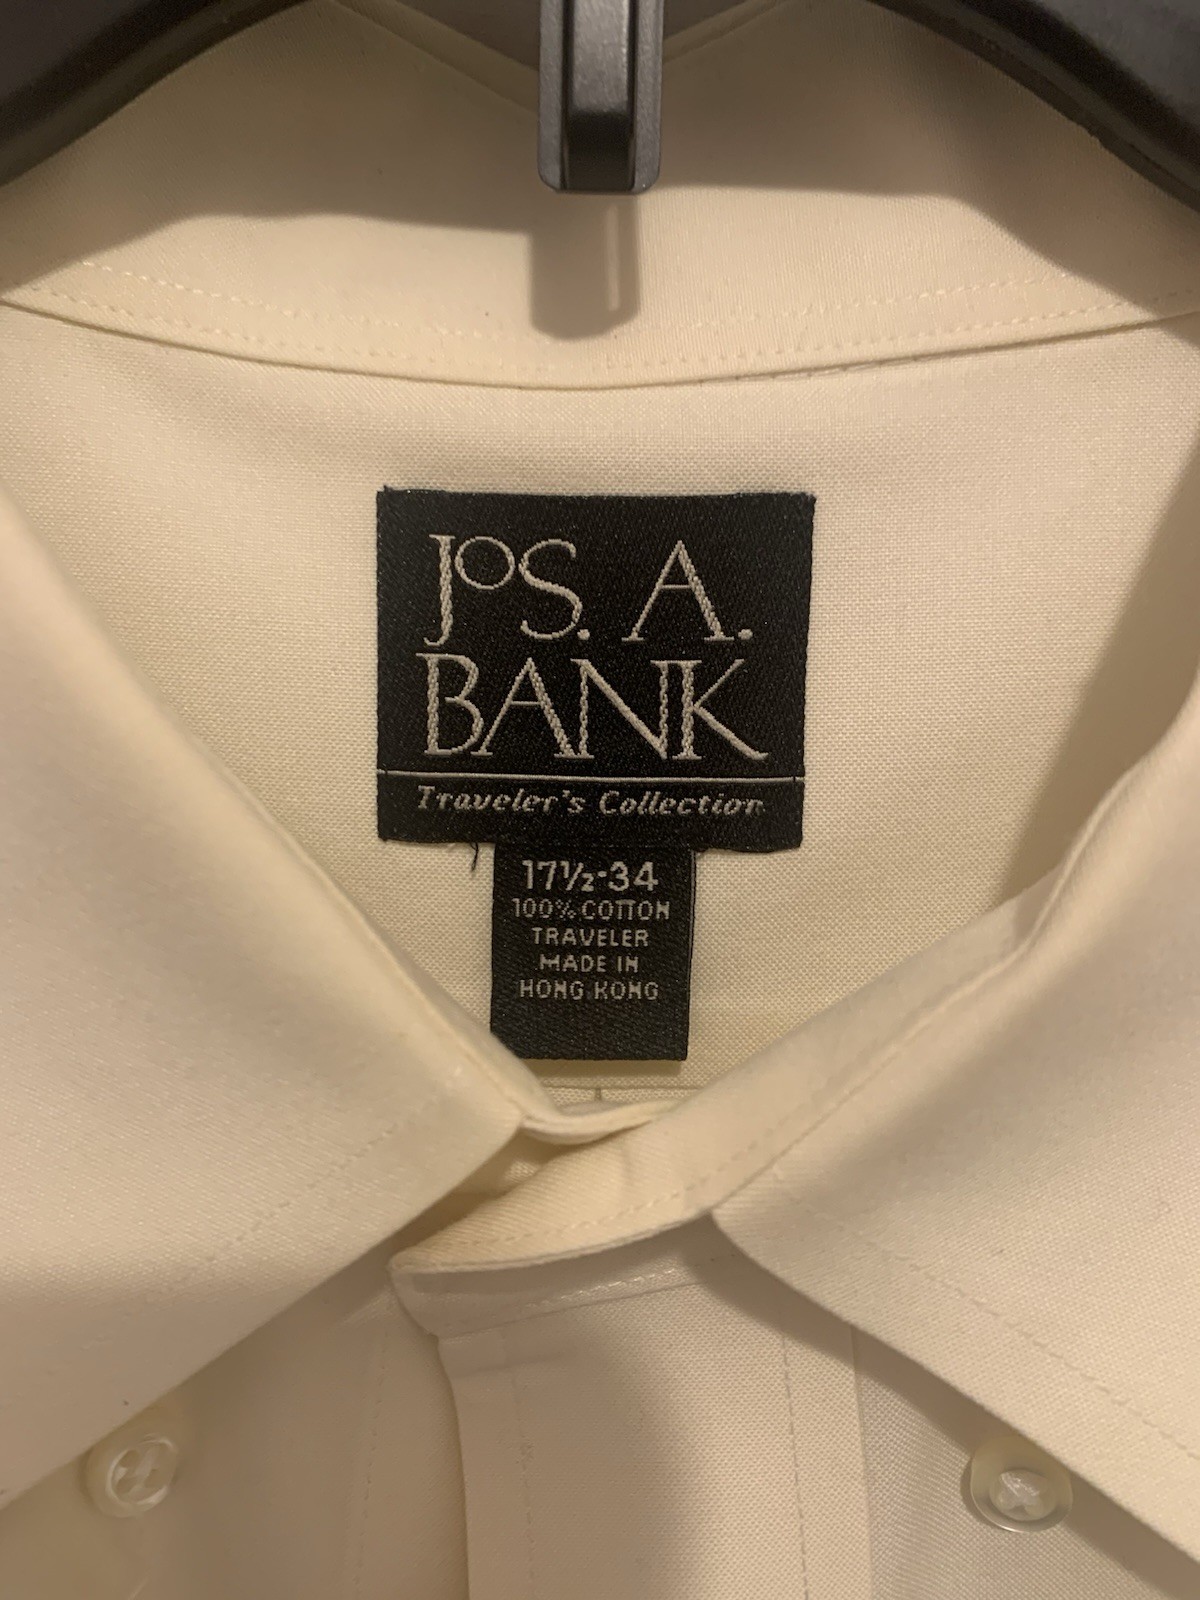 JOS. A.
BANK
Traveler's Collection
17½-34
100% COTTON
TRAVELER
MADE IN
HONG KONG